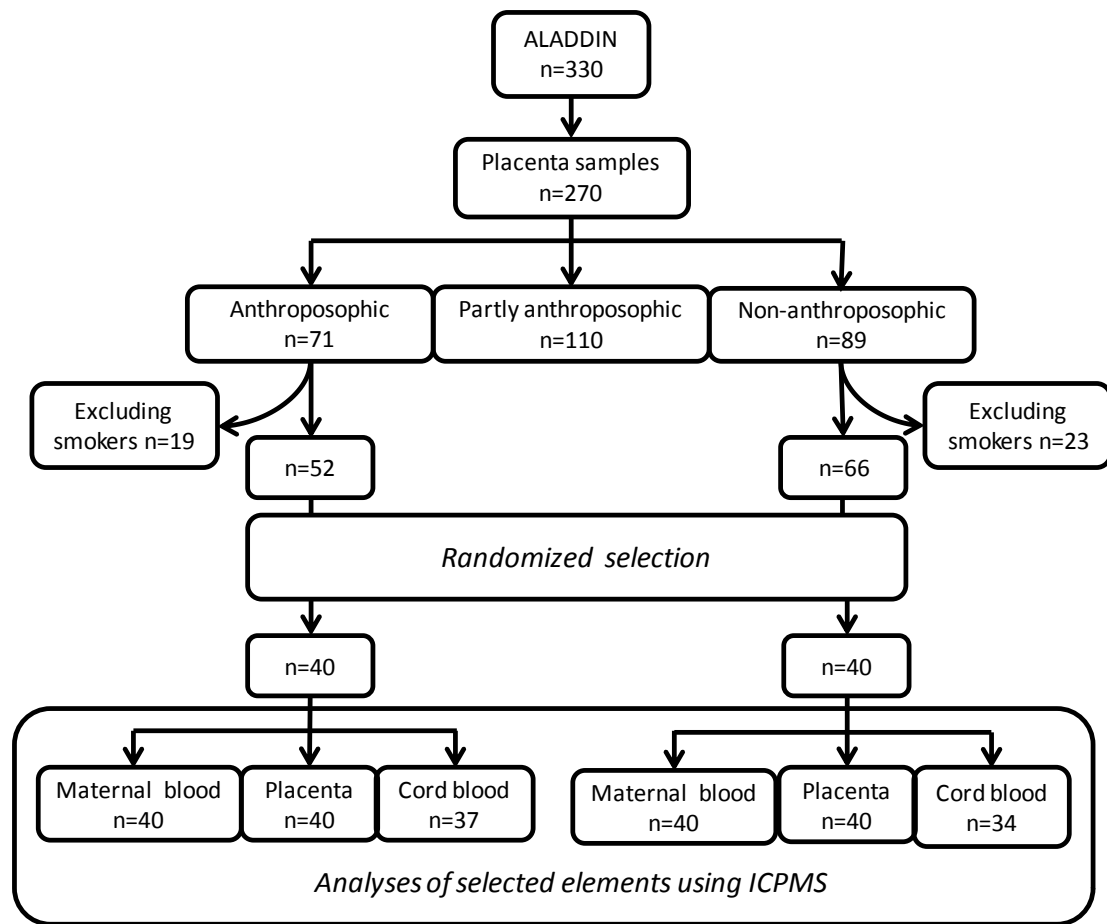 ALADDIN
n=330
Placenta samples
n=270
Anthroposophic
n=71
Partly anthroposophic
n=110
Non-anthroposophic
n=89
Excluding
smokers n=19
n=52
n=66
Excluding
smokers n=23
Randomized selection
n=40
n=40
Maternal blood
n=40
Placenta
n=40
Cord blood
n=37
Maternal blood
n=40
Placenta
n=40
Cord blood
n=34
Analyses of selected elements using ICPMS